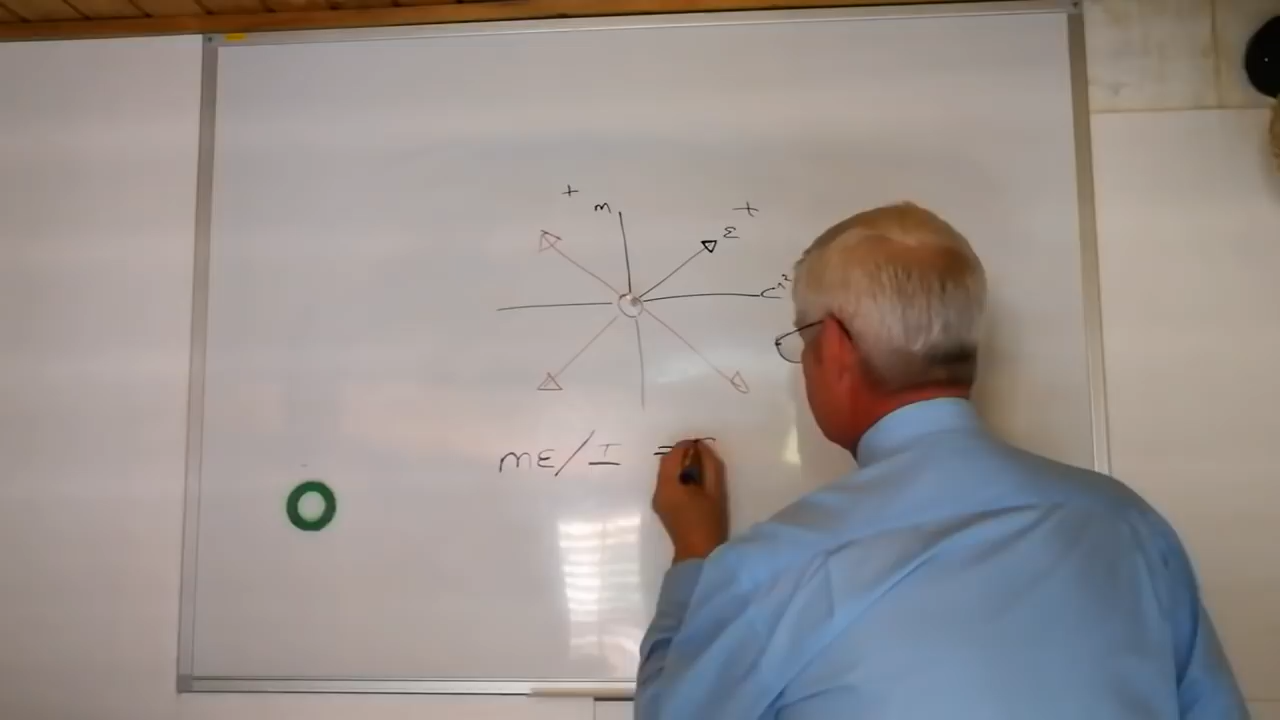 + +
m
ε
C²
mε/I =